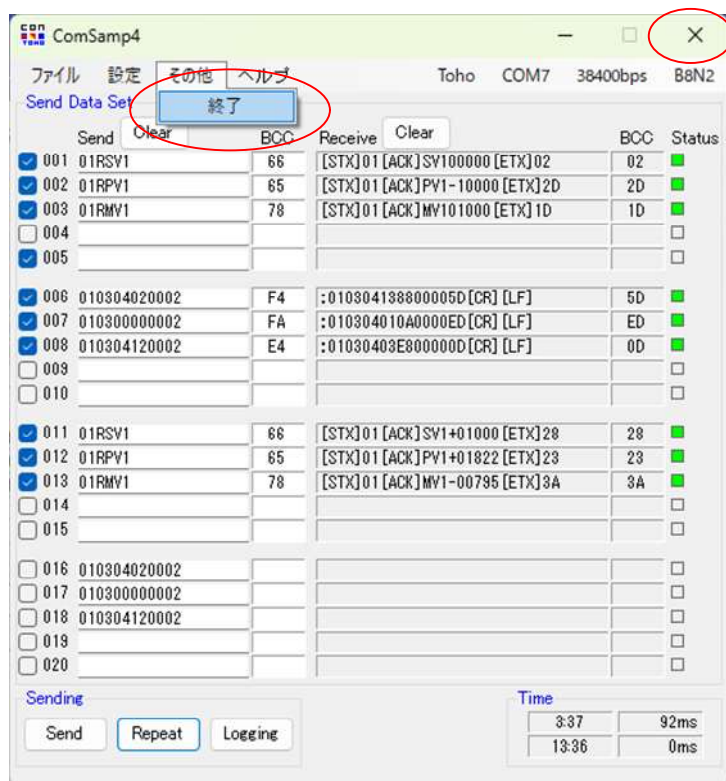 CON
TOHO
ComSamp4
ファイル 設定 その他 ヘルプ Toho COM7 38400bps B8N2
Send Data Set
終了
Send Clear BCC Receive Clear BCC Status
001 01RSV1 66 [STX]01[ACK]SV100000[ETX]02 02
002 01RPV1 65 [STX]01[ACK]PV1-10000[ETX]2D 2D
003 01RMV1 78 [STX]01[ACK]MV101000[ETX]1D 1D
004
005
006 010304020002 F4 :010304138800005D[CR][LF] 5D
007 010300000002 FA :010304010A0000ED[CR][LF] ED
008 010304120002 E4 :01030403E800000D[CR][LF] 0D
009
010
011 01RSV1 66 [STX]01[ACK]SV1+01000[ETX]28 28
012 01RPV1 65 [STX]01[ACK]PV1+01822[ETX]23 23
013 01RMV1 78 [STX]01[ACK]MV1-00795[ETX]3A 3A
014
015
016 010304020002
017 010300000002
018 010304120002
019
020
Sending Time
Send Repeat Logging 3:37 92ms
13:36 0ms